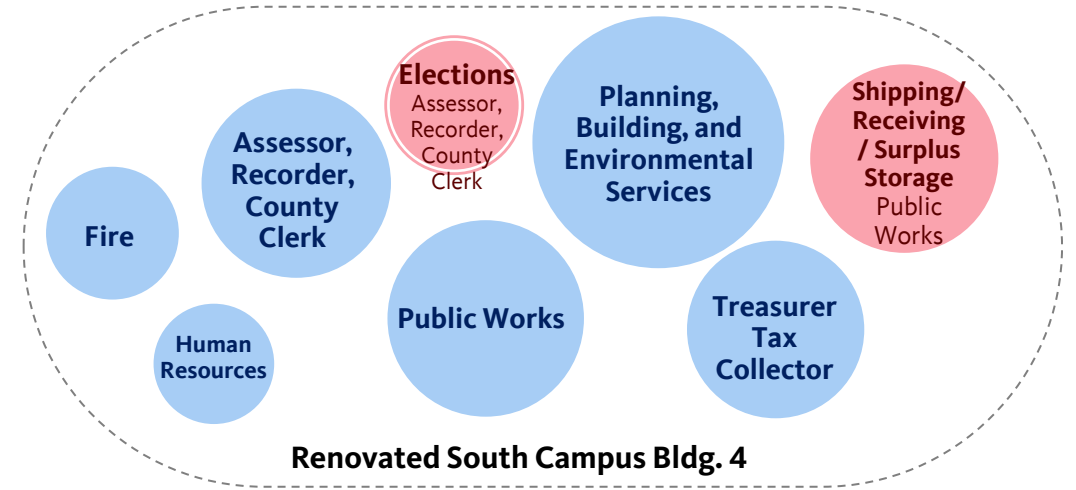 Fire
Human
Resources
Assessor,
Recorder,
County
Clerk
Elections
Assessor,
Recorder,
County
Clerk
Public Works
Planning,
Building, and
Environmental
Services
Treasurer
Tax
Collector
Shipping/
Receiving
/ Surplus
Storage
Public
Works
Renovated South Campus Bldg. 4